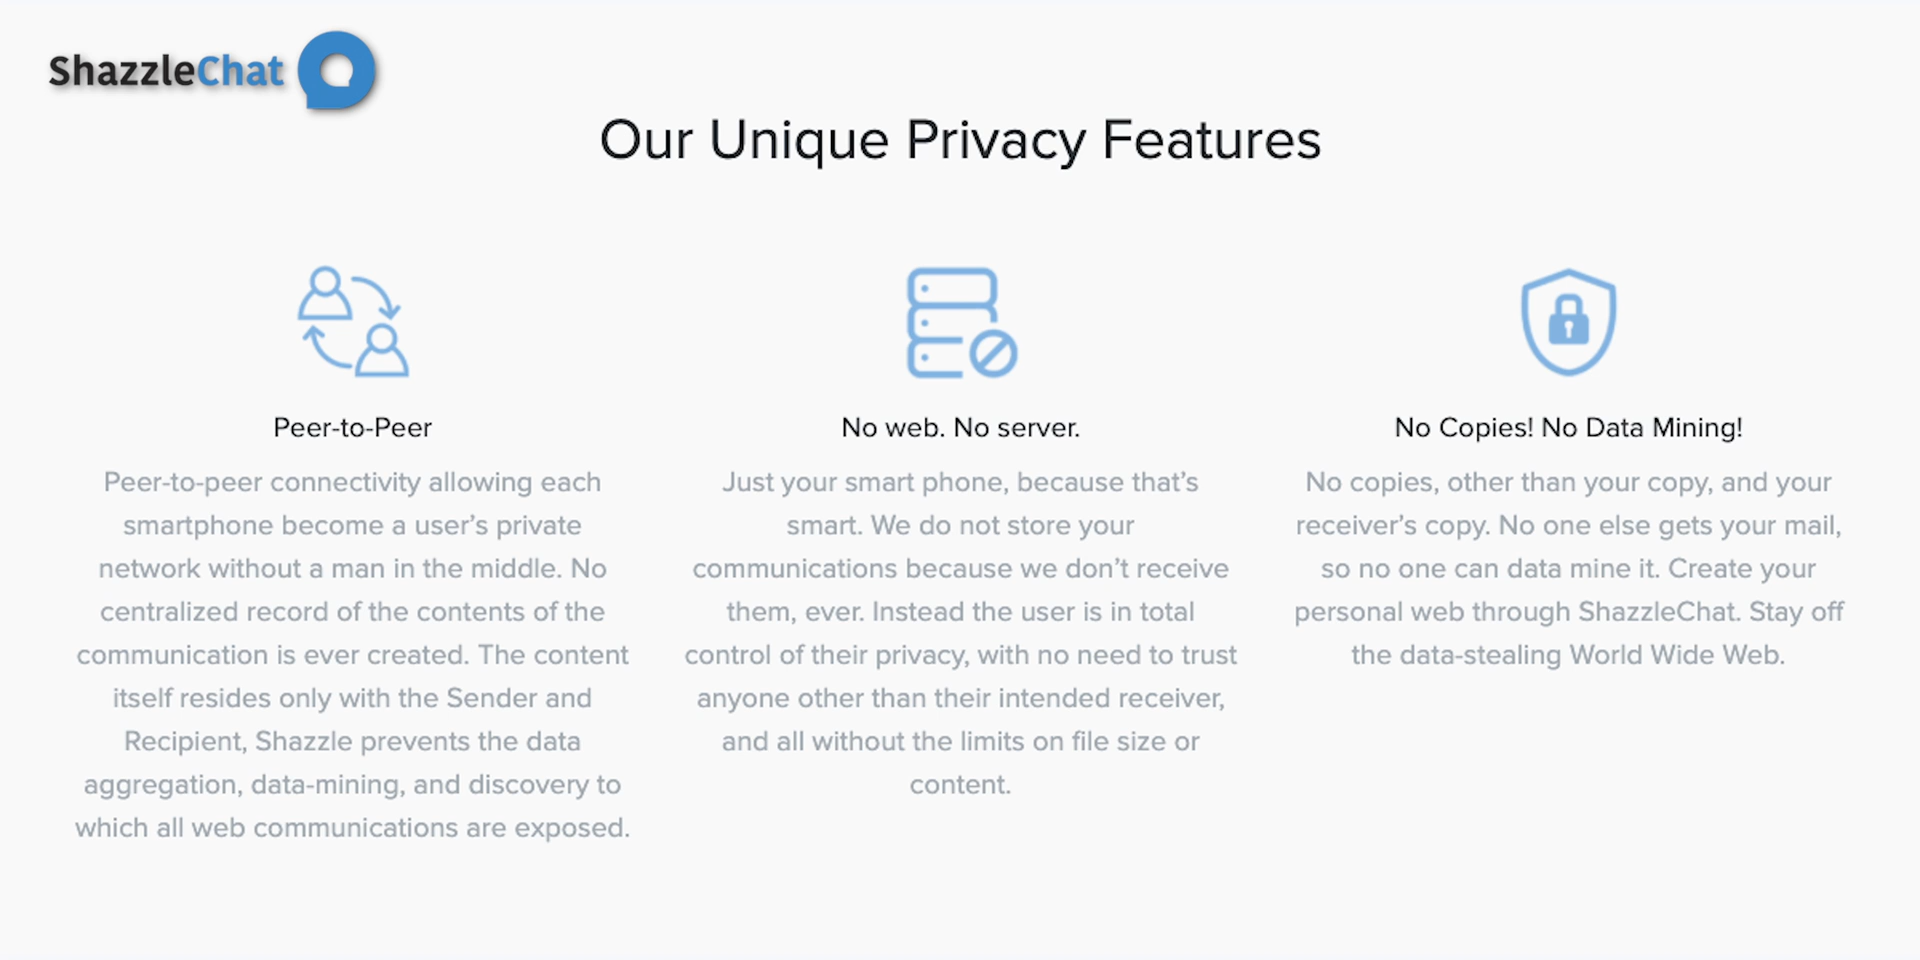 ShazzleChat
Our Unique Privacy Features
Peer-to-Peer
Peer-to-peer connectivity allowing each
smartphone become a user’s private
network without a man in the middle. No
centralized record of the contents of the
communication is ever created. The content
itself resides only with the Sender and
Recipient, Shazzle prevents the data
aggregation, data-mining, and discovery to
which all web communications are exposed.
No web. No server.
Just your smart phone, because that’s
smart. We do not store your
communications because we don’t receive
them, ever. Instead the user is in total
control of their privacy, with no need to trust
anyone other than their intended receiver,
and all without the limits on file size or
content.
No Copies! No Data Mining!
No copies, other than your copy, and your
receiver’s copy. No one else gets your mail,
so no one can data mine it. Create your
personal web through ShazzleChat. Stay off
the data-stealing World Wide Web.